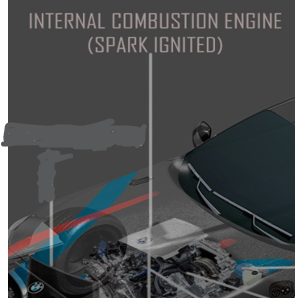 INTERNAL COMBUSTION ENGINE
(SPARK IGNITED)